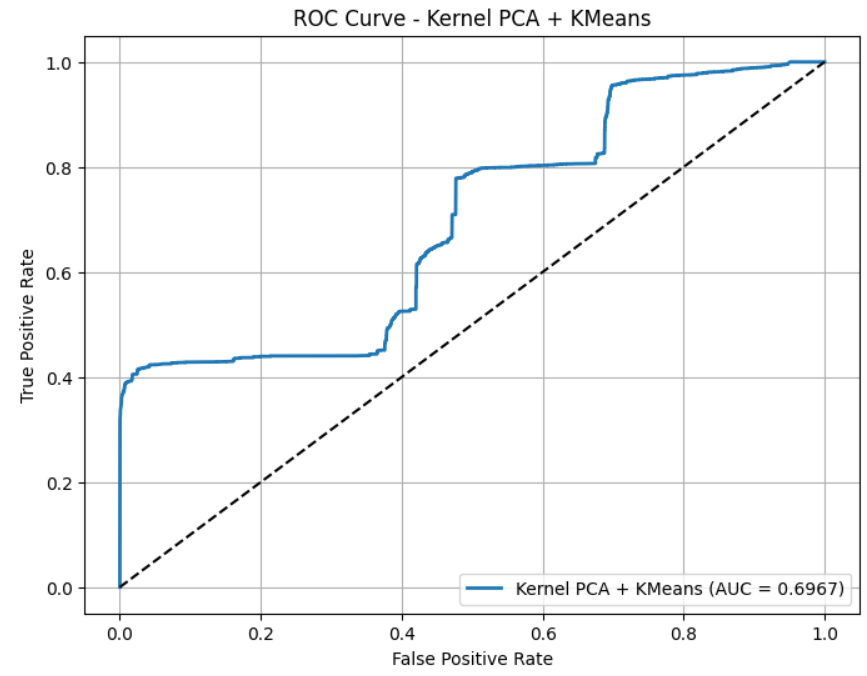 ROC Curve - Kernel PCA + KMeans
1.0
0.8
0.6
0.4
0.2
0.0
True Positive Rate
Kernel PCA + KMeans (AUC = 0.6967)
0.0 0.2 0.4 0.6 0.8 1.0
False Positive Rate